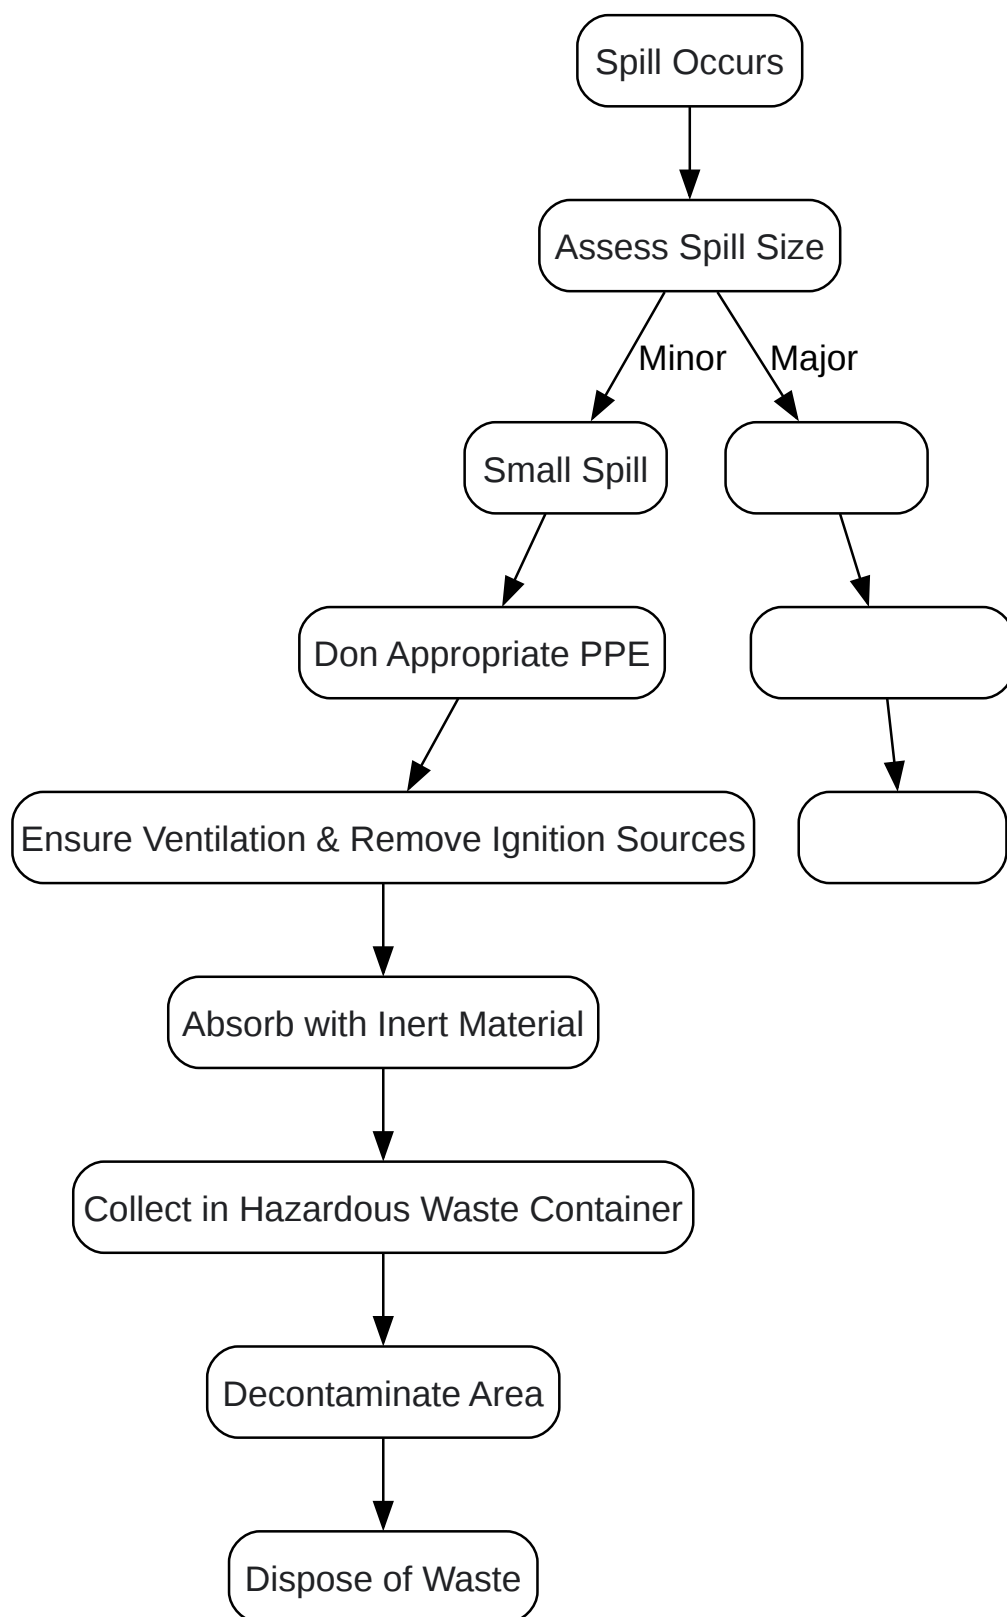 Spill Occurs
Assess Spill Size
Minor
Major
Small Spill
Don Appropriate PPE
Ensure Ventilation & Remove Ignition Sources
Absorb with Inert Material
Collect in Hazardous Waste Container
Decontaminate Area
Dispose of Waste